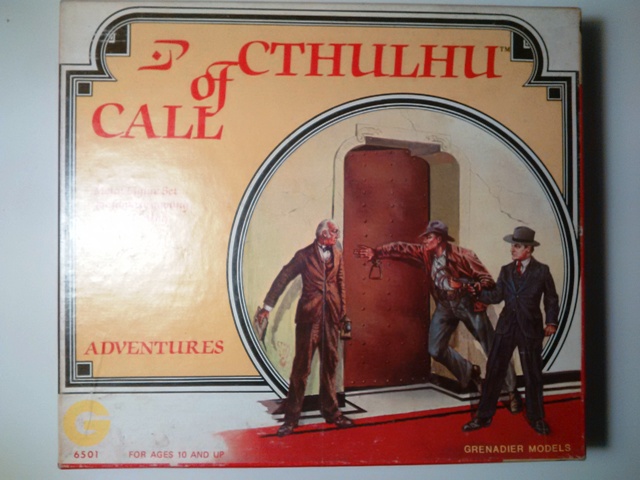 CALL
of
CTHULHU™
ADVENTURES
G
6501
FOR AGES 10 AND UP
GRENADIER MODELS